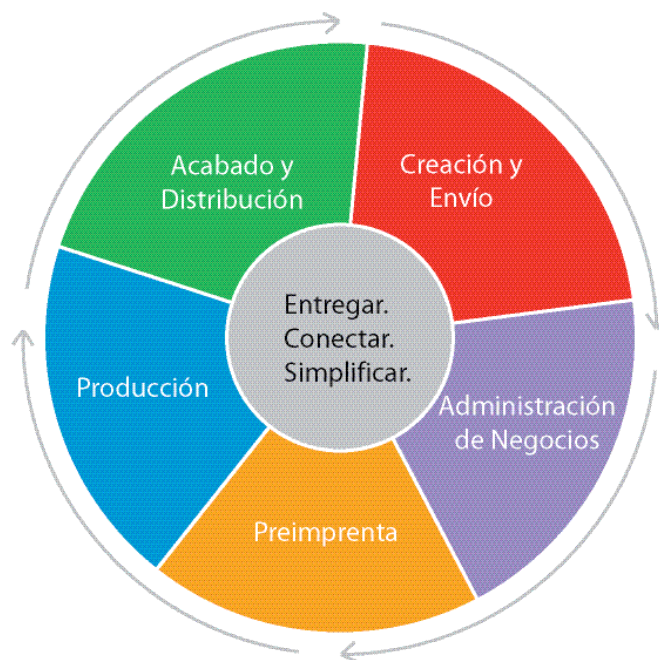 Acabado y
Distribución
Creación y
Envío
Entregar.
Conectar.
Simplificar.
Producción
Administración
de Negocios
Preimprenta